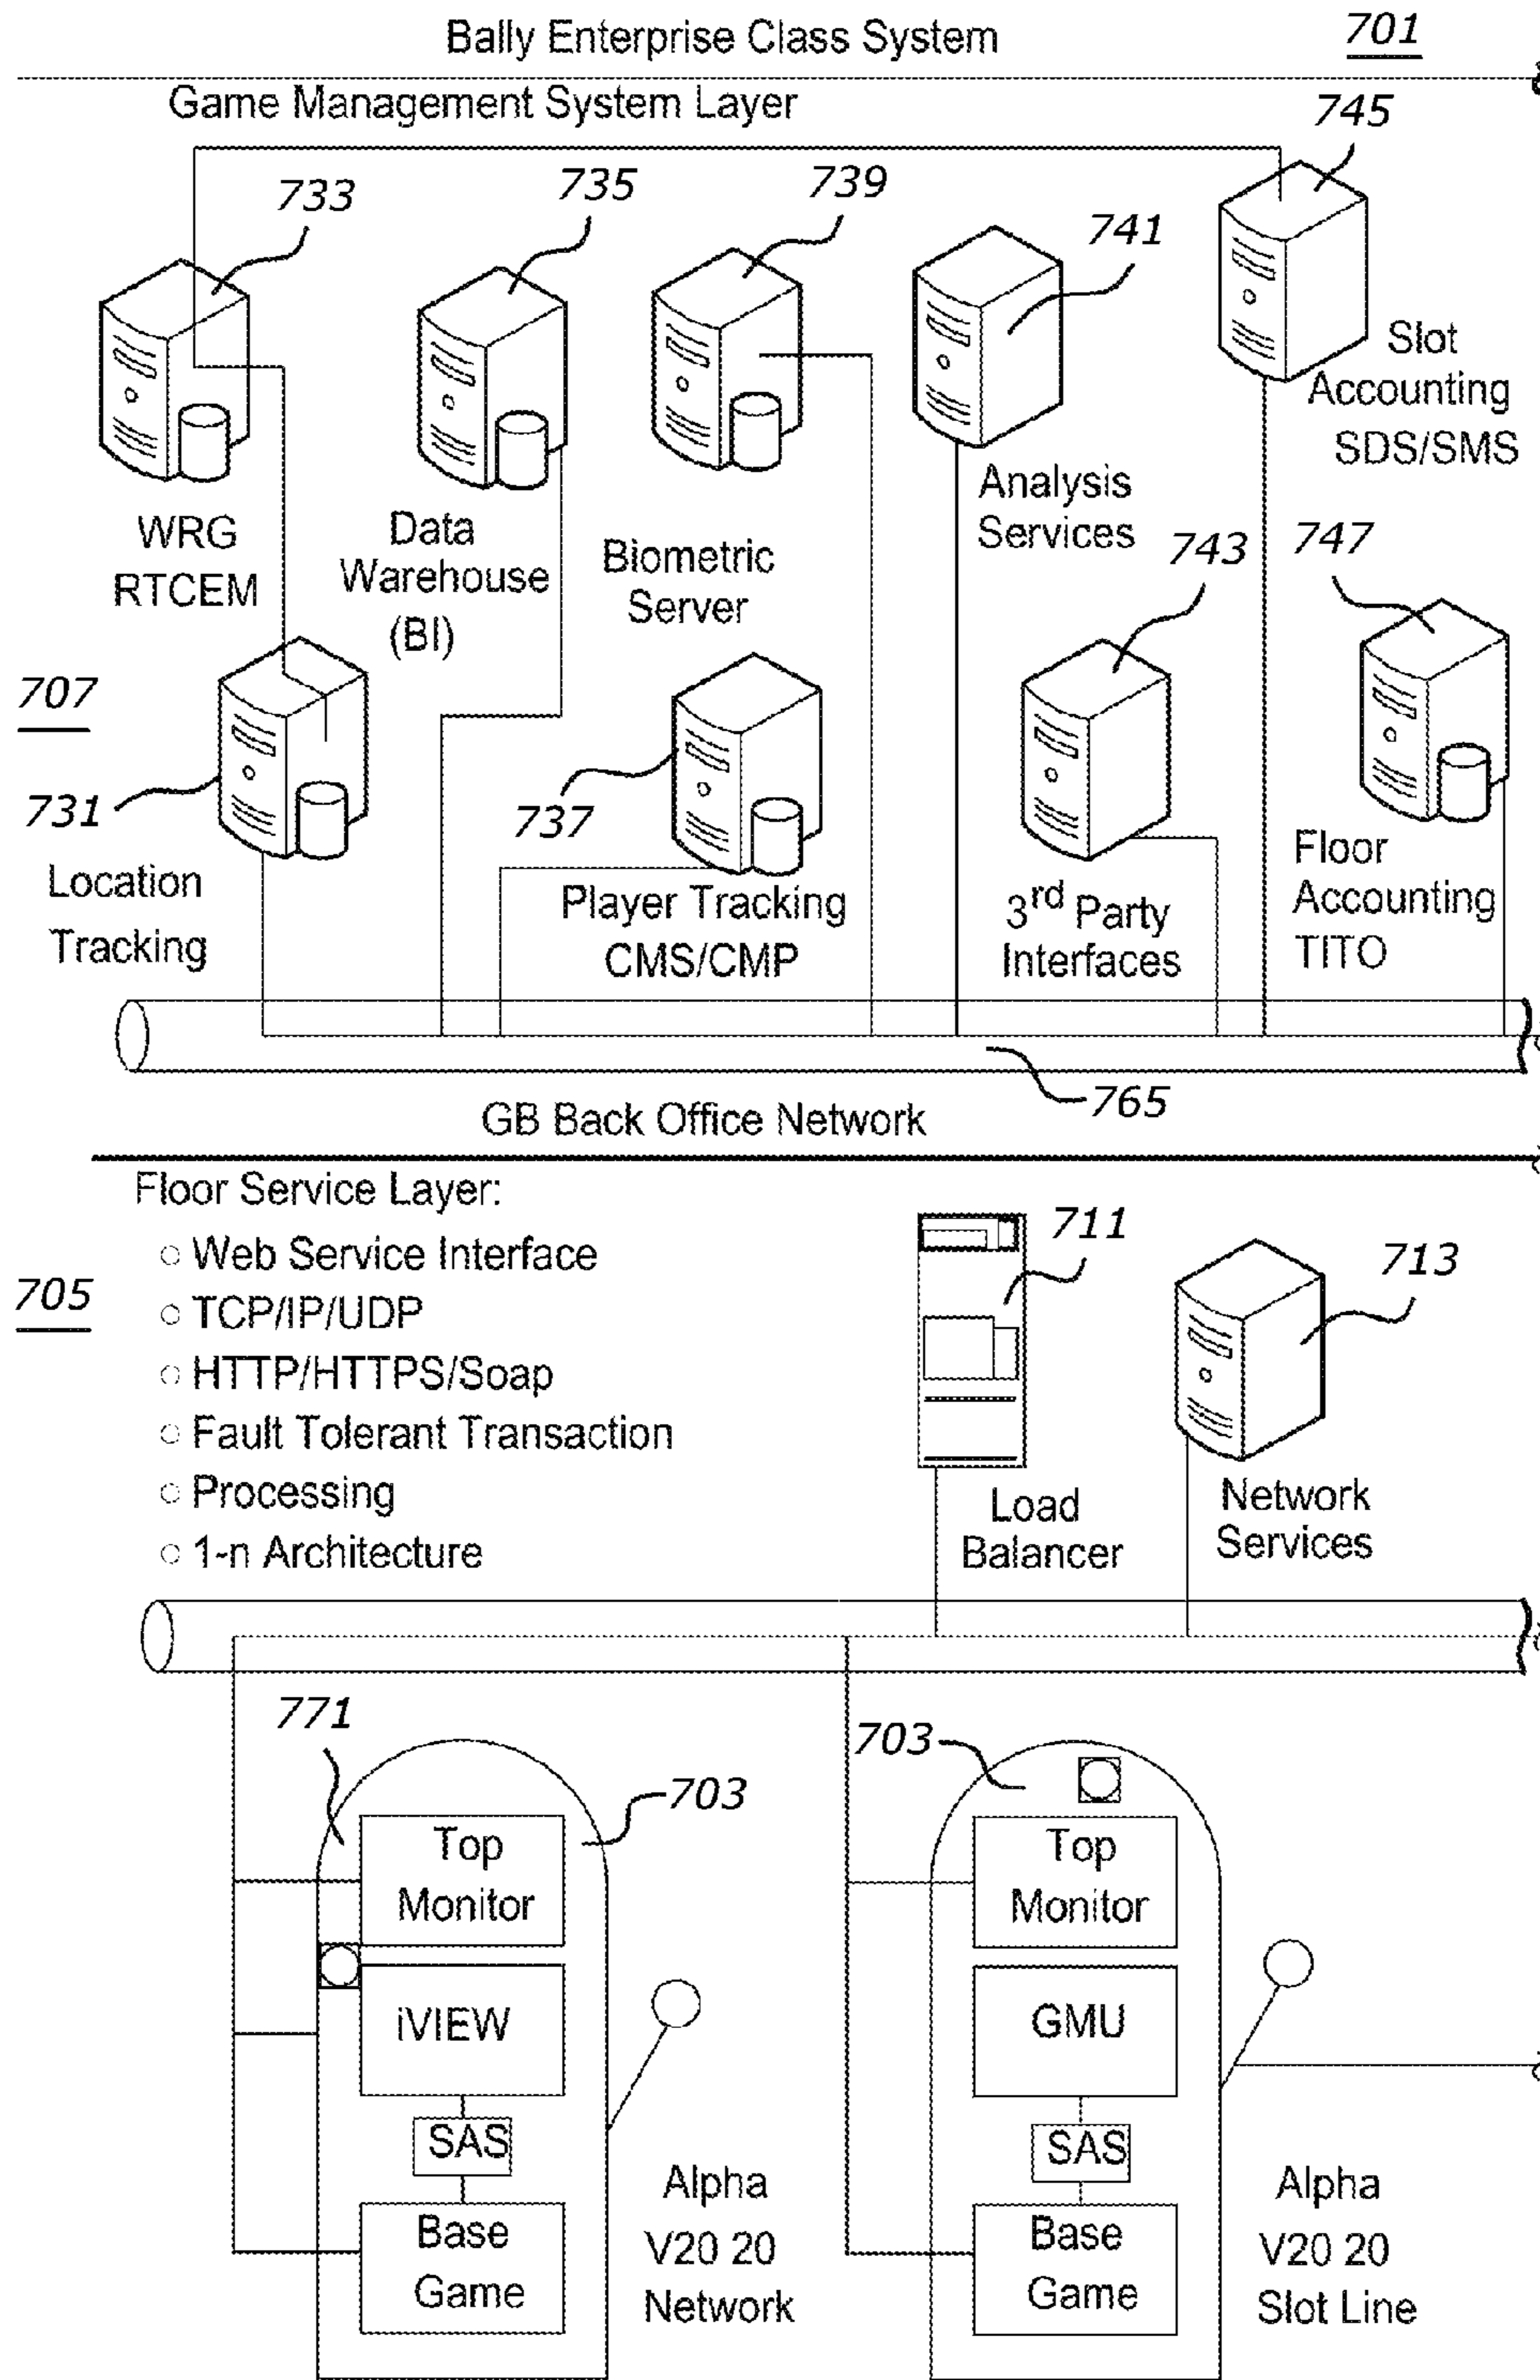 Bally Enterprise Class System
701
Game Management System Layer
745
733
735
739
741
Slot
Accounting
SDS/SMS
WRG
RTCEM
Data
Warehouse
(BI)
Biometric
Server
Analysis
Services
743
747
707
731
737
Location
Tracking
Player Tracking
CMS/CMP
3rd Party
Interfaces
Floor
Accounting
TITO
765
GB Back Office Network
Floor Service Layer:
705
○ Web Service Interface
○ TCP/IP/UDP
○ HTTP/HTTPS/Soap
○ Fault Tolerant Transaction
○ Processing
○ 1-n Architecture
711
713
Load
Balancer
Network
Services
771
703
703
Top
Monitor
iVIEW
SAS
Base
Game
Alpha
V20 20
Network
Top
Monitor
GMU
SAS
Base
Game
Alpha
V20 20
Slot Line